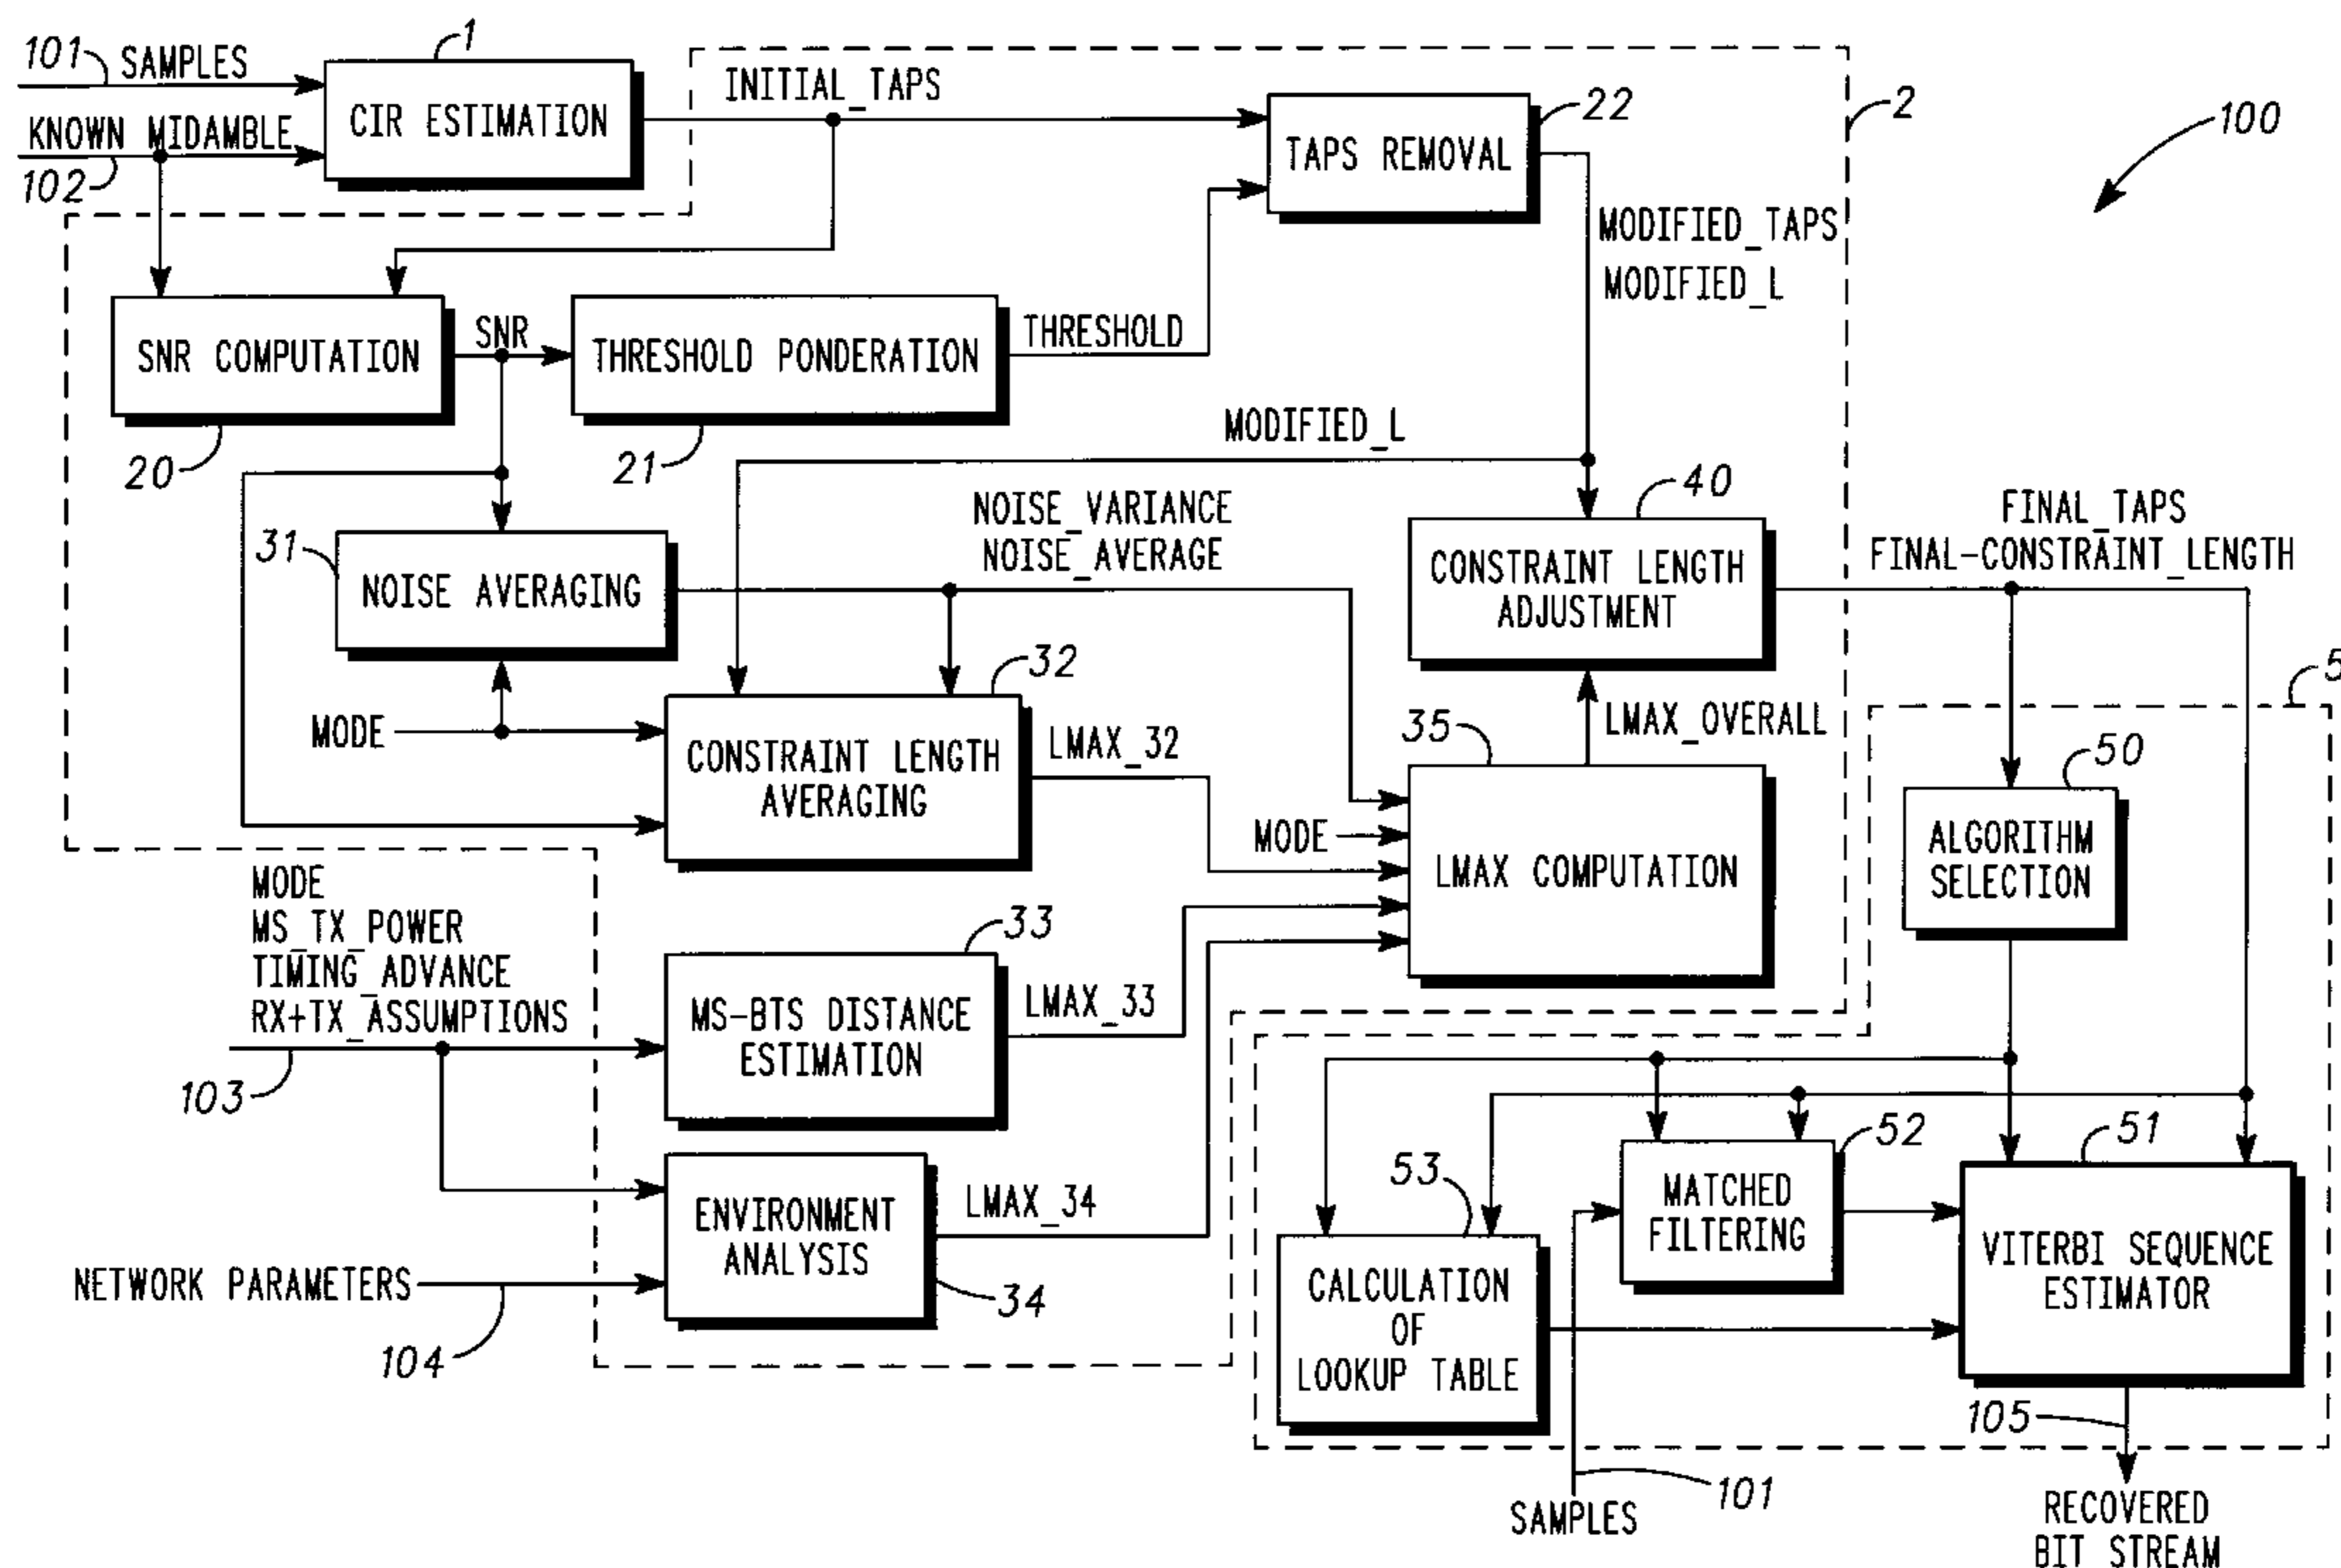 101
SAMPLES
1
KNOWN MIDAMBLE
102
CIR ESTIMATION
INITIAL_TAPS
TAPS REMOVAL
22
2
100
MODIFIED_TAPS
MODIFIED_L
SNR COMPUTATION
20
SNR
THRESHOLD PONDERATION
21
THRESHOLD
MODIFIED_L
31
NOISE AVERAGING
NOISE_VARIANCE
NOISE_AVERAGE
40
CONSTRAINT LENGTH
ADJUSTMENT
FINAL_TAPS
FINAL-CONSTRAINT_LENGTH
5
MODE
32
CONSTRAINT LENGTH
AVERAGING
LMAX_32
35
LMAX_OVERALL
MODE
LMAX COMPUTATION
50
ALGORITHM
SELECTION
MODE
MS_TX_POWER
TIMING_ADVANCE
RX+TX_ASSUMPTIONS
103
33
MS-BTS DISTANCE
ESTIMATION
LMAX_33
ENVIRONMENT
ANALYSIS
34
LMAX_34
NETWORK PARAMETERS
104
53
CALCULATION
OF
LOOKUP TABLE
52
MATCHED
FILTERING
51
VITERBI SEQUENCE
ESTIMATOR
SAMPLES
101
105
RECOVERED
BIT STREAM